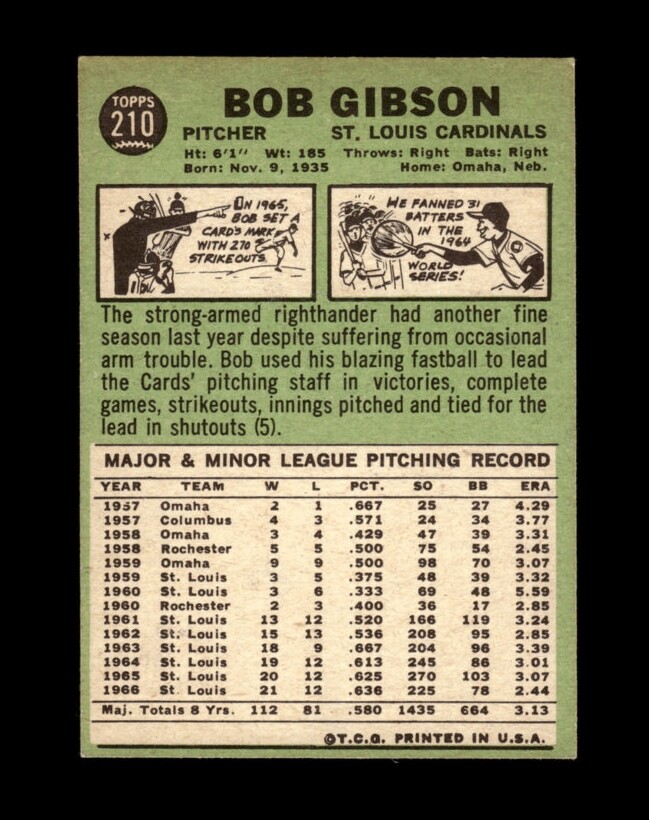 TOPPS
210
BOB GIBSON
PITCHER ST. LOUIS CARDINALS
Ht: 6'1" Wt: 185 Throws: Right Bats: Right
Born: Nov. 9, 1935 Home: Omaha, Neb.
ON 1965,
BOB SET A
CARDS MARK
WITH 270
STRIKEOUTS
HE FANNED 31
BATTERS
IN THE
1964
WORLD
SERIES!
The strong-armed righthander had another fine
season last year despite suffering from occasional
arm trouble. Bob used his blazing fastball to lead
the Cards' pitching staff in victories, complete
games, strikeouts, innings pitched and tied for the
lead in shutouts (5).
MAJOR & MINOR LEAGUE PITCHING RECORD
YEAR TEAM W L PCT. SO BB ERA
1957 Omaha 2 1 .667 25 27 4.29
1957 Columbus 4 3 .571 24 34 3.77
1958 Omaha 3 4 .429 47 39 3.31
1958 Rochester 5 5 .500 75 54 2.45
1959 Omaha 9 9 .500 98 70 3.07
1959 St. Louis 3 5 .375 48 39 3.32
1960 St. Louis 3 6 .333 69 48 5.59
1960 Rochester 2 3 .400 36 17 2.85
1961 St. Louis 13 12 .520 166 119 3.24
1962 St. Louis 15 13 .536 208 95 2.85
1963 St. Louis 18 9 .667 204 96 3.39
1964 St. Louis 19 12 .613 245 86 3.01
1965 St. Louis 20 12 .625 270 103 3.07
1966 St. Louis 21 12 .636 225 78 2.44
Maj. Totals 8 Yrs. 112 81 .580 1435 664 3.13
©T.C.G. PRINTED IN U.S.A.